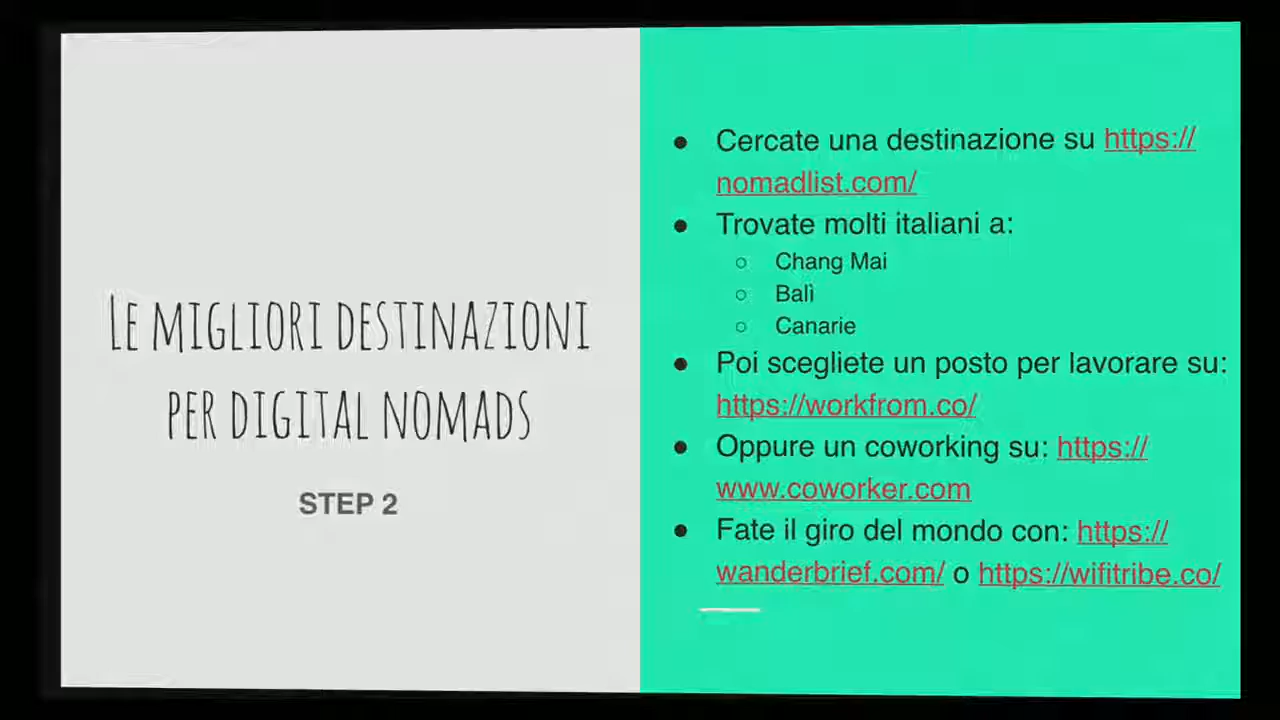 Le migliori destinazioni
per digital nomads
STEP 2
● Cercate una destinazione su https://
nomadlist.com/
● Trovate molti italiani a:
○ Chang Mai
○ Balì
○ Canarie
● Poi scegliete un posto per lavorare su:
https://workfrom.co/
● Oppure un coworking su: https://
www.coworker.com
● Fate il giro del mondo con: https://
wanderbrief.com/ o https://wifitribe.co/